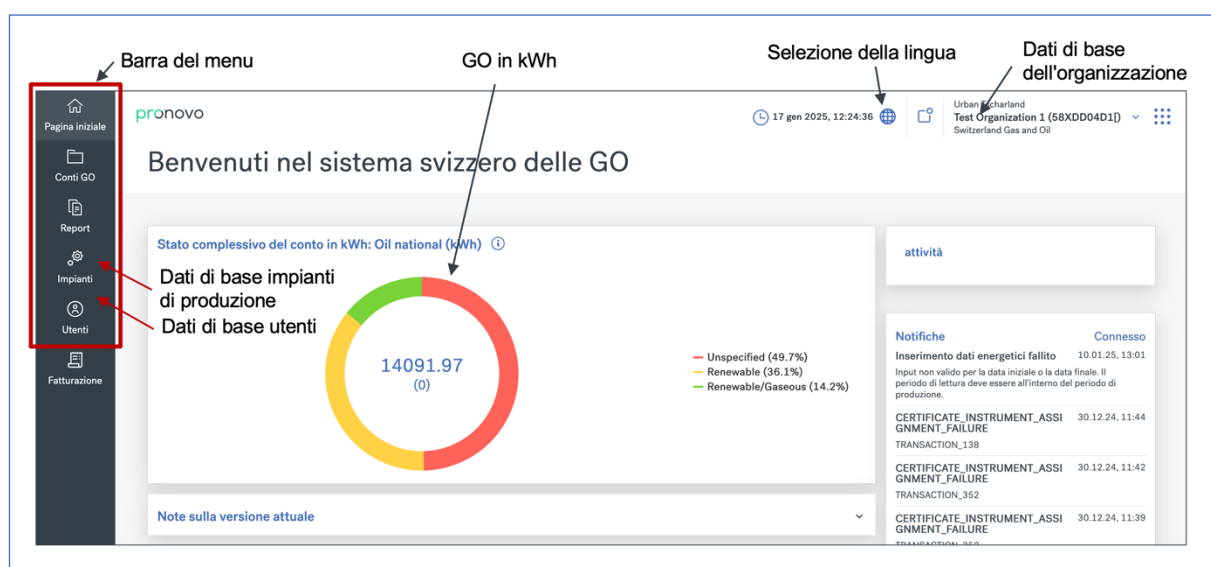 Barra del menu
GO in kWh
Selezione della lingua
Dati di base
dell'organizzazione
Pagina iniziale
Conti GO
Report
Impianti
Utenti
Fatturazione
pronovo
17 gen 2025, 12:24:36
Urban
Test Organization 1 (58XDD04D1[)
Switzerland Gas and Oil
Benvenuti nel sistema svizzero delle GO
Stato complessivo del conto in kWh: Oil national (kWh)
Dati di base impianti
di produzione
Dati di base utenti
14091.97
(0)
Unspecified (49.7%)
Renewable (36.1%)
Renewable/Gaseous (14.2%)
Note sulla versione attuale
attività
Notifiche Connesso
Inserimento dati energetici fallito 10.01.25, 13:01
Input non valido per la data iniziale o la data finale. Il
periodo di lettura deve essere all'interno del periodo di
produzione.
CERTIFICATE_INSTRUMENT_ASSI 30.12.24, 11:44
GNMENT_FAILURE
TRANSACTION_138
CERTIFICATE_INSTRUMENT_ASSI 30.12.24, 11:42
GNMENT_FAILURE
TRANSACTION_352
CERTIFICATE_INSTRUMENT_ASSI 30.12.24, 11:39
GNMENT_FAILURE